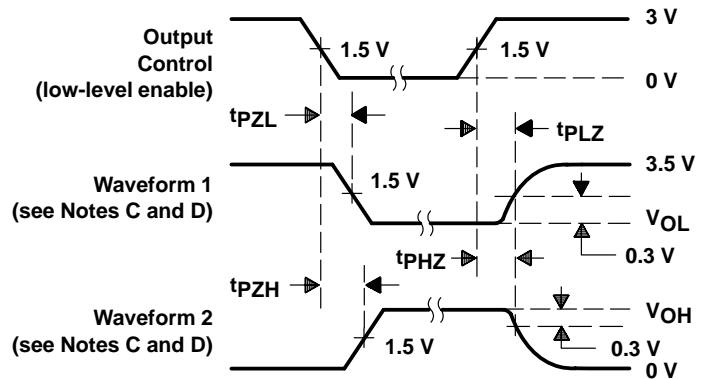 Output
Control
(low-level enable)
3 V
1.5 V
1.5 V
0 V
tPZL
tPLZ
Waveform 1
(see Notes C and D)
3.5 V
1.5 V
VOL
0.3 V
tPHZ
tPZH
Waveform 2
(see Notes C and D)
VOH
1.5 V
0.3 V
0 V